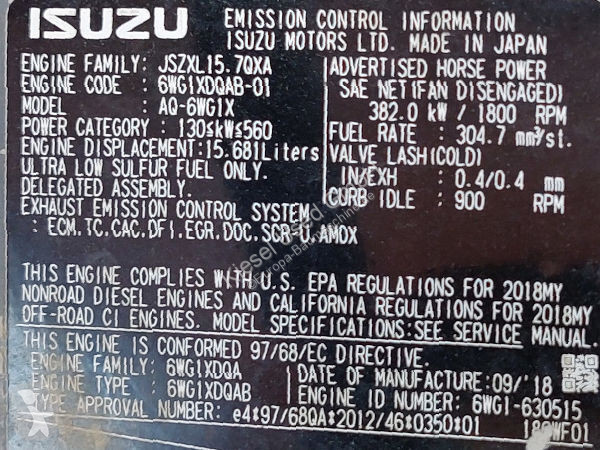 ISUZU EMISSION CONTROL INFORMATION
ISUZU MOTORS LTD. MADE IN JAPAN
ENGINE FAMILY: JSZXL15.7QXA
ENGINE CODE : 6WG1XDQAB-01
MODEL : AQ-6WG1X
POWER CATEGORY : 130≤kW≤560
ENGINE DISPLACEMENT:15.681Liters
ULTRA LOW SULFUR FUEL ONLY.
DELEGATED ASSEMBLY.
EXHAUST EMISSION CONTROL SYSTEM
: ECM.TC.CAC.DFI.EGR.DOC.SCR-U.AMOX
ADVERTISED HORSE POWER
SAE NET(FAN DISENGAGED)
382.0 kW / 1800 RPM
FUEL RATE : 304.7 mm³/st.
VALVE LASH(COLD)
IN/EXH : 0.4/0.4 mm
CURB IDLE : 900 RPM
THIS ENGINE COMPLIES WITH U.S. EPA REGULATIONS FOR 2018MY
NONROAD DIESEL ENGINES AND CALIFORNIA REGULATIONS FOR 2018MY
OFF-ROAD CI ENGINES. MODEL SPECIFICATIONS:SEE SERVICE MANUAL.
THIS ENGINE IS CONFORMED 97/68/EC DIRECTIVE.
ENGINE FAMILY : 6WG1XDQA
ENGINE TYPE : 6WG1XDQAB
DATE OF MANUFACTURE: 09/'18
ENGINE ID NUMBER: 6WG1-630515
TYPE APPROVAL NUMBER: e4*97/68QA*2012/46*0350*01
189WF01